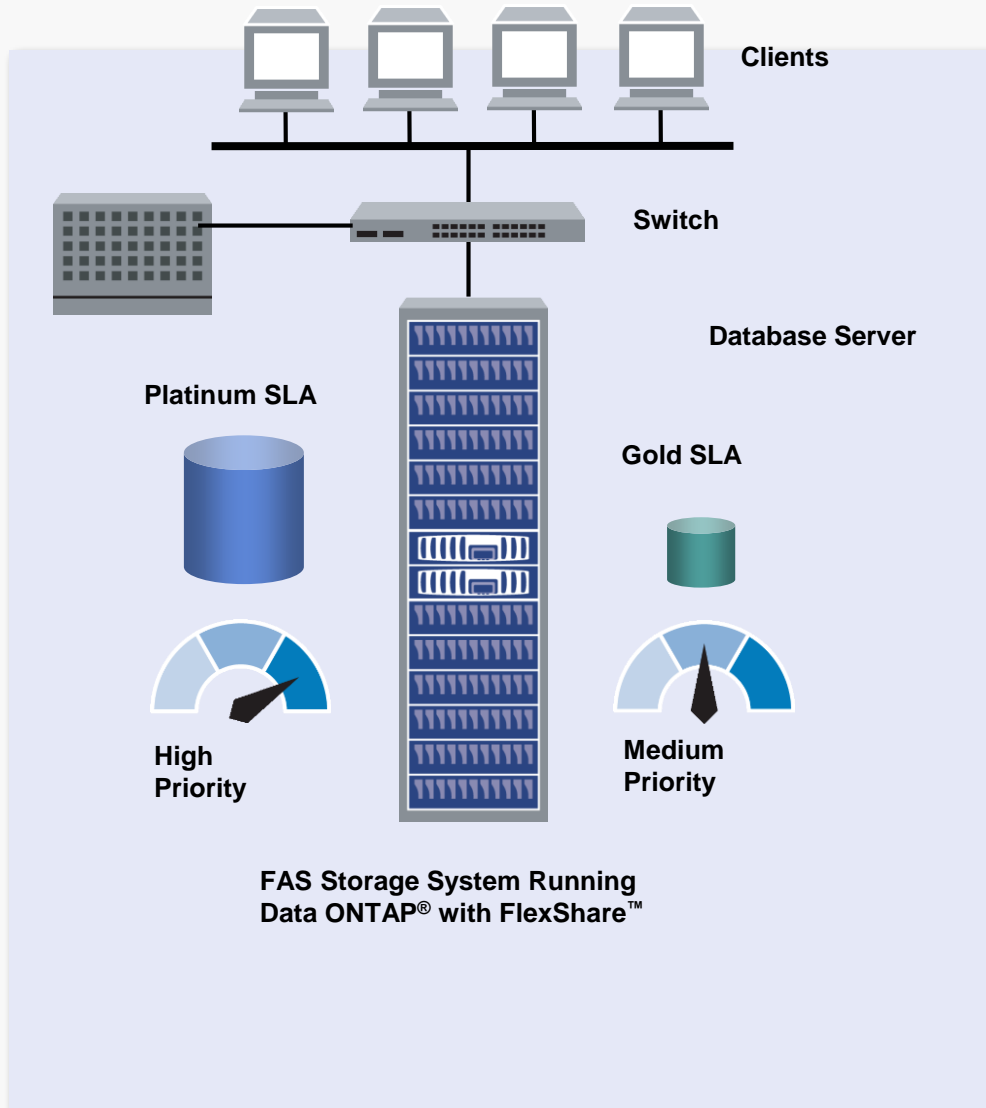 Clients
Switch
Database Server
Platinum SLA
Gold SLA
High
Priority
Medium
Priority
FAS Storage System Running
Data ONTAP® with FlexShare™